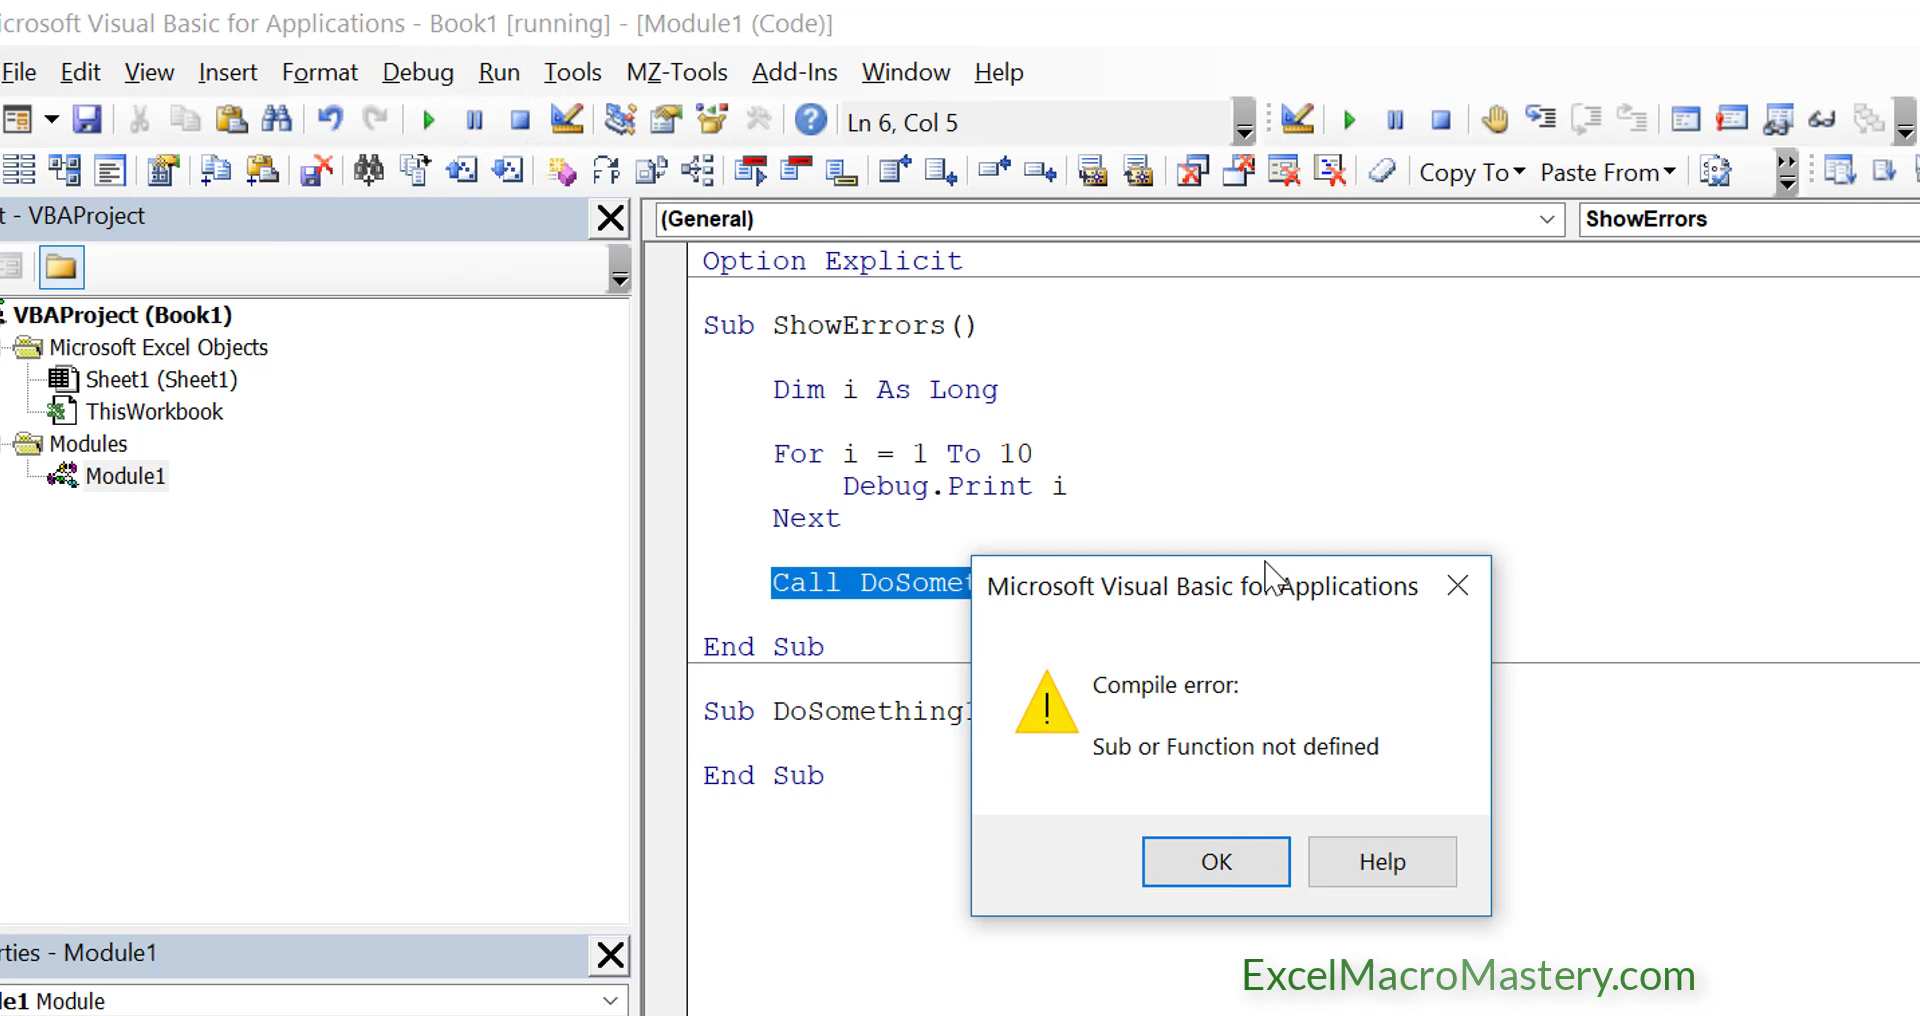 icrosoft Visual Basic for Applications - Book1 [running] - [Module1 (Code)]
File Edit View Insert Format Debug Run Tools MZ-Tools Add-Ins Window Help
Ln 6, Col 5
Copy To Paste From
t - VBAProject
(General)
ShowErrors
VBAProject (Book1)
Microsoft Excel Objects
Sheet1 (Sheet1)
ThisWorkbook
Modules
Module1
Option Explicit
Sub ShowErrors()
Dim i As Long
For i = 1 To 10
Debug.Print i
Next
Call DoSomet
End Sub
Sub DoSomething
End Sub
Microsoft Visual Basic for Applications
Compile error:
!
Sub or Function not defined
OK
Help
rties - Module1
le1 Module
ExcelMacroMastery.com